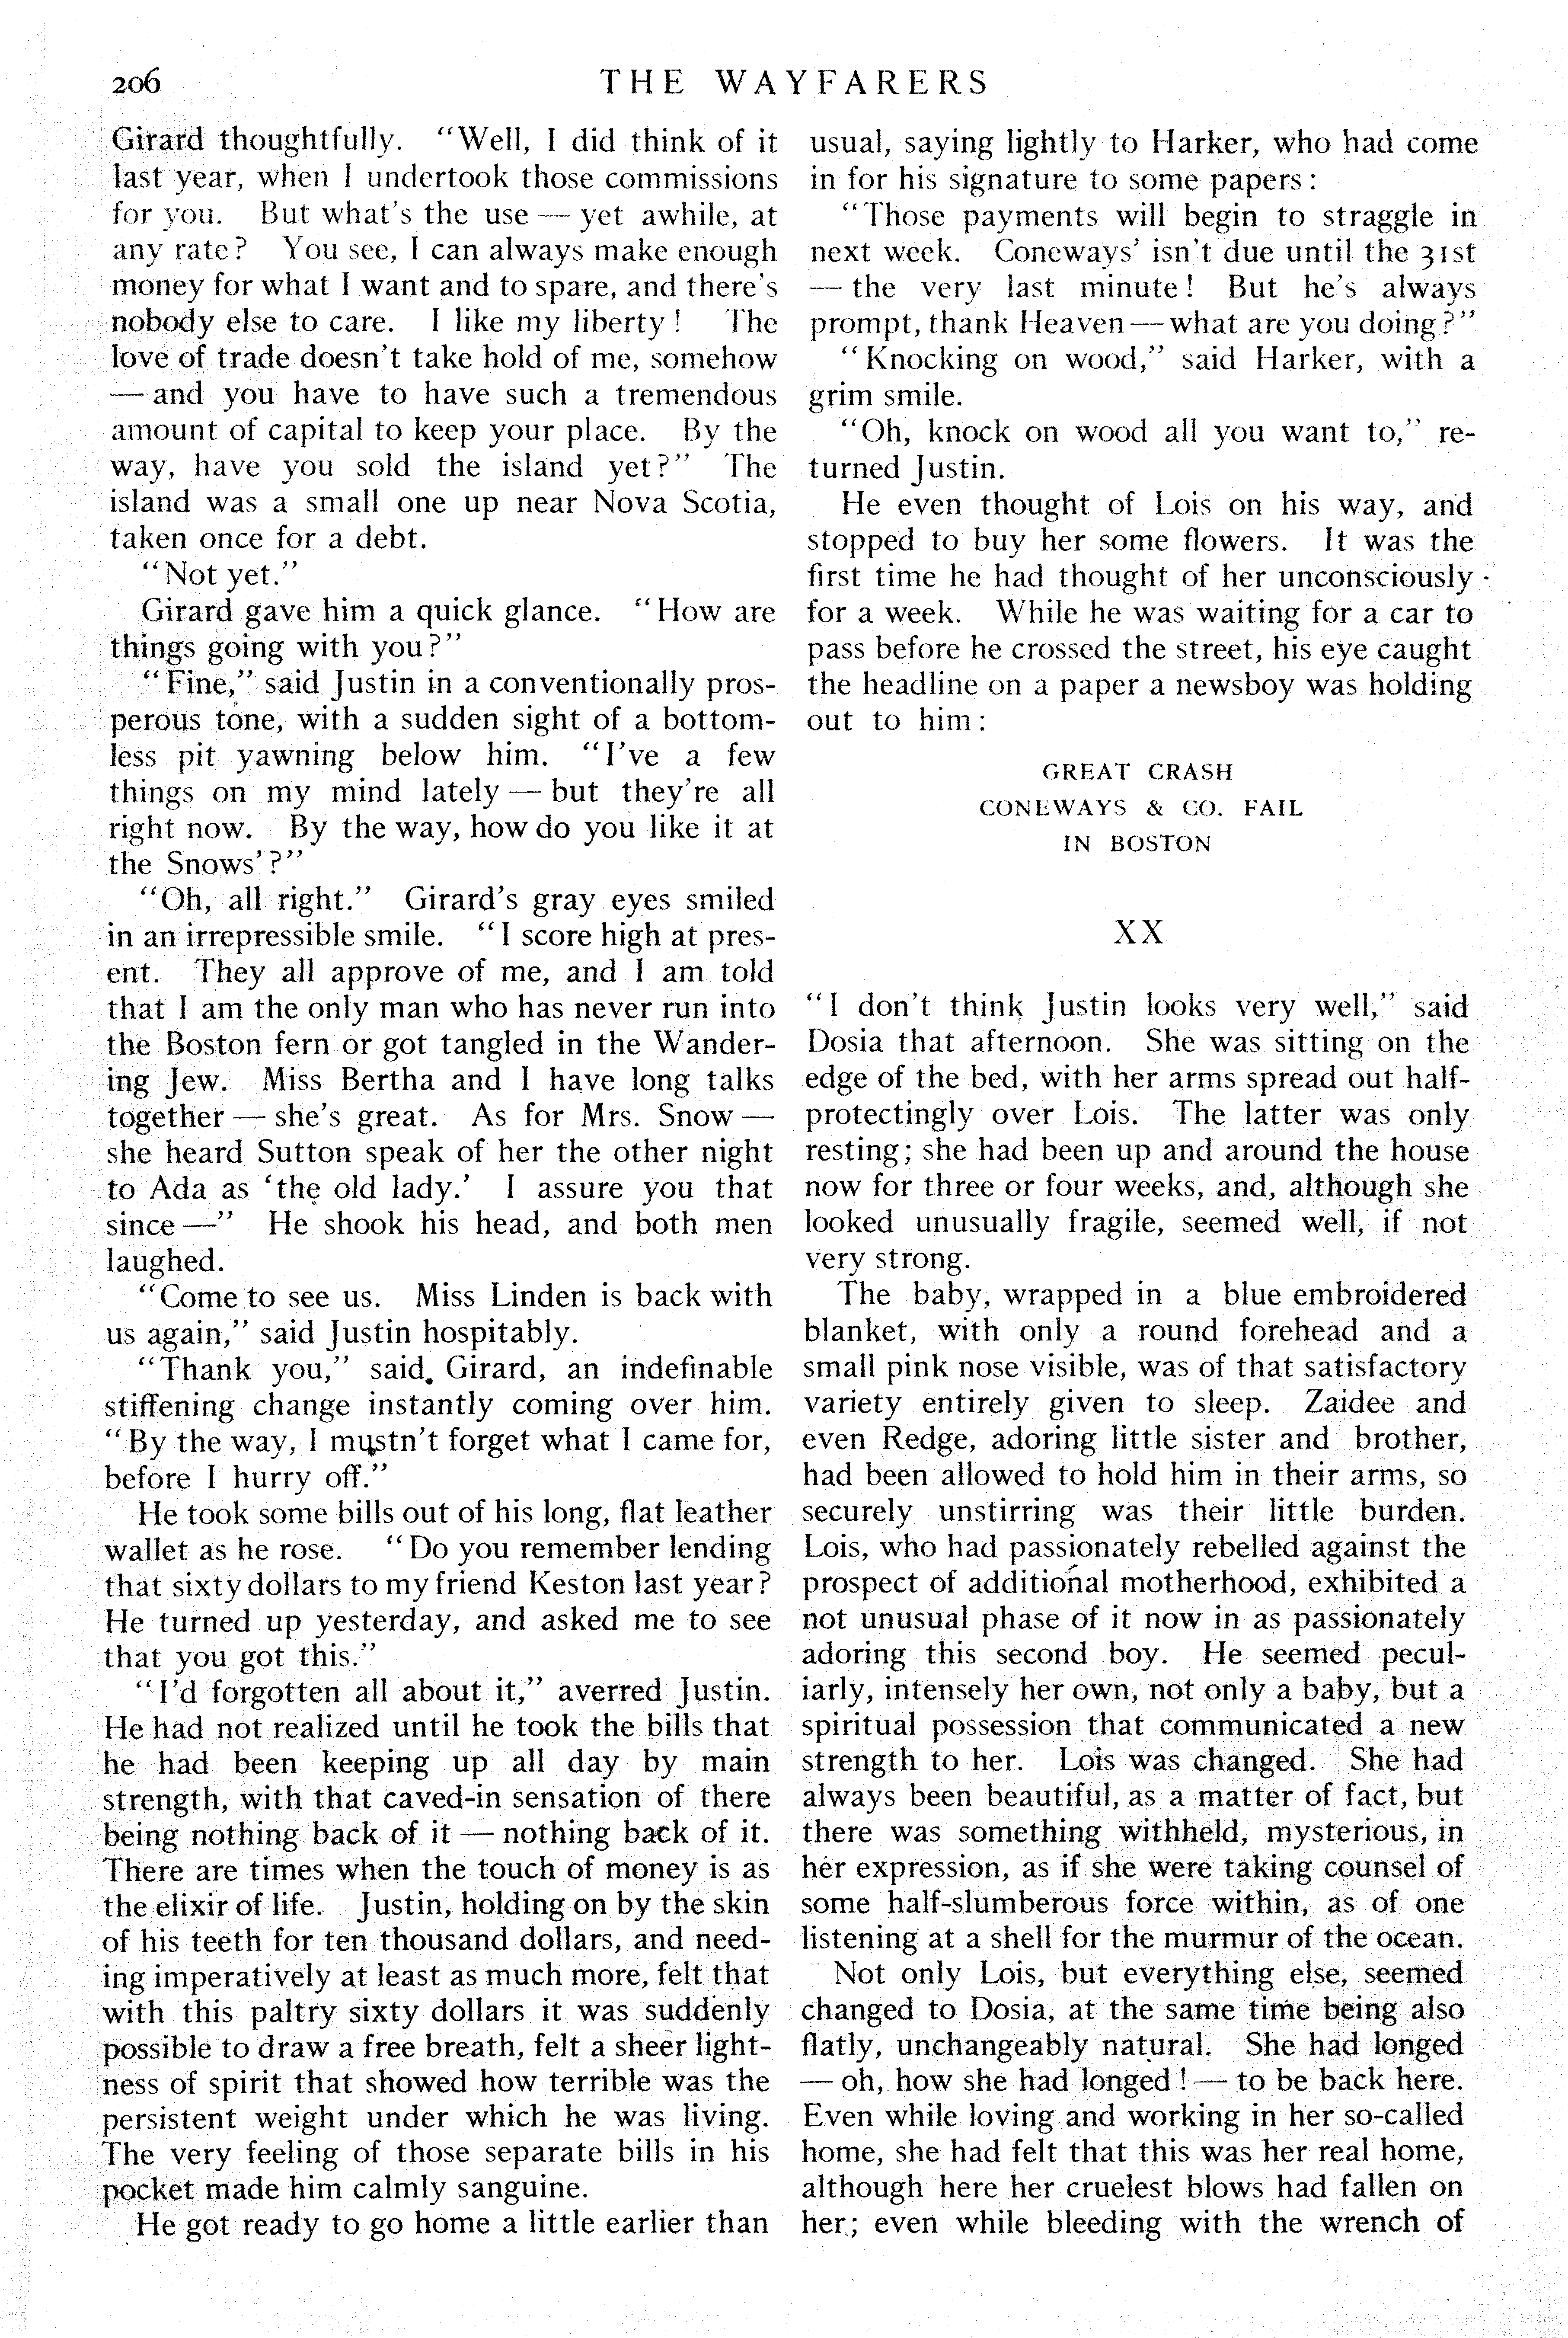 206
THE WAYFARERS
Girard thoughtfully. “Well, I did think of it
last year, when I undertook those commissions
for you. But what's the use — yet awhile, at
any rate? You see, I can always make enough
money for what I want and to spare, and there's
nobody else to care. I like my liberty! The
love of trade doesn't take hold of me, somehow
— and you have to have such a tremendous
amount of capital to keep your place. By the
way, have you sold the island yet?” The
island was a small one up near Nova Scotia,
taken once for a debt.
“Not yet.”
Girard gave him a quick glance. “How are
things going with you?”
“Fine,” said Justin in a conventionally pros-
perous tone, with a sudden sight of a bottom-
less pit yawning below him. “I've a few
things on my mind lately — but they're all
right now. By the way, how do you like it at
the Snows'?”
“Oh, all right.” Girard's gray eyes smiled
in an irrepressible smile. “I score high at pres-
ent. They all approve of me, and I am told
that I am the only man who has never run into
the Boston fern or got tangled in the Wander-
ing Jew. Miss Bertha and I have long talks
together — she's great. As for Mrs. Snow —
she heard Sutton speak of her the other night
to Ada as ‘the old lady.’ I assure you that
since —” He shook his head, and both men
laughed.
“Come to see us. Miss Linden is back with
us again,” said Justin hospitably.
“Thank you,” said Girard, an indefinable
stiffening change instantly coming over him.
“By the way, I mustn't forget what I came for,
before I hurry off.”
He took some bills out of his long, flat leather
wallet as he rose. “Do you remember lending
that sixty dollars to my friend Keston last year?
He turned up yesterday, and asked me to see
that you got this.”
“I'd forgotten all about it,” averred Justin.
He had not realized until he took the bills that
he had been keeping up all day by main
strength, with that caved-in sensation of there
being nothing back of it — nothing back of it.
There are times when the touch of money is as
the elixir of life. Justin, holding on by the skin
of his teeth for ten thousand dollars, and need-
ing imperatively at least as much more, felt that
with this paltry sixty dollars it was suddenly
possible to draw a free breath, felt a sheer light-
ness of spirit that showed how terrible was the
persistent weight under which he was living.
The very feeling of those separate bills in his
pocket made him calmly sanguine.
He got ready to go home a little earlier than
usual, saying lightly to Harker, who had come
in for his signature to some papers:
“Those payments will begin to straggle in
next week. Coneways' isn't due until the 31st
— the very last minute! But he's always
prompt, thank Heaven — what are you doing?”
“Knocking on wood,” said Harker, with a
grim smile.
“Oh, knock on wood all you want to,” re-
turned Justin.
He even thought of Lois on his way, and
stopped to buy her some flowers. It was the
first time he had thought of her unconsciously
for a week. While he was waiting for a car to
pass before he crossed the street, his eye caught
the headline on a paper a newsboy was holding
out to him:
GREAT CRASH
CONEWAYS & CO. FAIL
IN BOSTON
XX
“I don't think Justin looks very well,” said
Dosia that afternoon. She was sitting on the
edge of the bed, with her arms spread out half-
protectingly over Lois. The latter was only
resting; she had been up and around the house
now for three or four weeks, and, although she
looked unusually fragile, seemed well, if not
very strong.
The baby, wrapped in a blue embroidered
blanket, with only a round forehead and a
small pink nose visible, was of that satisfactory
variety entirely given to sleep. Zaidee and
even Redge, adoring little sister and brother,
had been allowed to hold him in their arms, so
securely unstirring was their little burden.
Lois, who had passionately rebelled against the
prospect of additional motherhood, exhibited a
not unusual phase of it now in as passionately
adoring this second boy. He seemed pecul-
iarly, intensely her own, not only a baby, but a
spiritual possession that communicated a new
strength to her. Lois was changed. She had
always been beautiful, as a matter of fact, but
there was something withheld, mysterious, in
her expression, as if she were taking counsel of
some half-slumberous force within, as of one
listening at a shell for the murmur of the ocean.
Not only Lois, but everything else, seemed
changed to Dosia, at the same time being also
flatly, unchangeably natural. She had longed
— oh, how she had longed! — to be back here.
Even while loving and working in her so-called
home, she had felt that this was her real home,
although here her cruelest blows had fallen on
her; even while bleeding with the wrench of